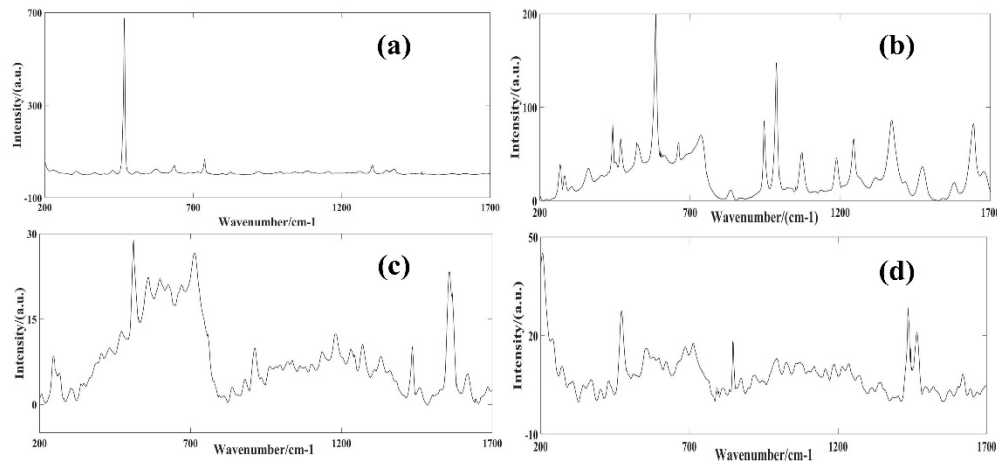 700
300
-100
200
700
1200
1700
Intensity/(a.u.)
Wavenumber/cm-1
(a)
200
100
0
200
700
1200
1700
Intensity/(a.u.)
Wavenumber/(cm-1)
(b)
30
15
0
200
700
1200
1700
Intensity/(a.u.)
Wavenumber/cm-1
(c)
50
20
-10
200
700
1200
1700
Intensity/(a.u.)
Wavenumber/cm-1
(d)